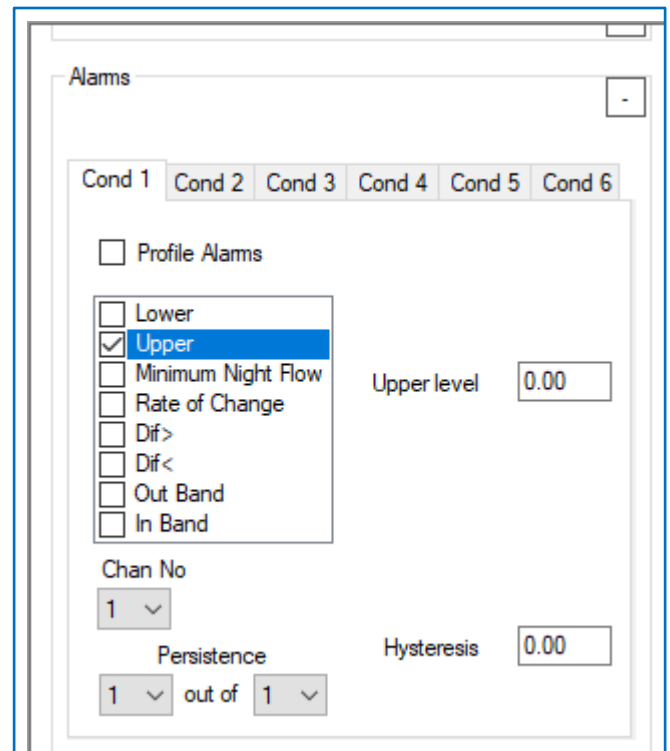 Alarms
-
Cond 1 Cond 2 Cond 3 Cond 4 Cond 5 Cond 6
Profile Alarms
Lower
Upper
Minimum Night Flow
Rate of Change
Dif>
Dif<
Out Band
In Band
Upper level 0.00
Chan No
1
Persistence
1 out of 1
Hysteresis 0.00